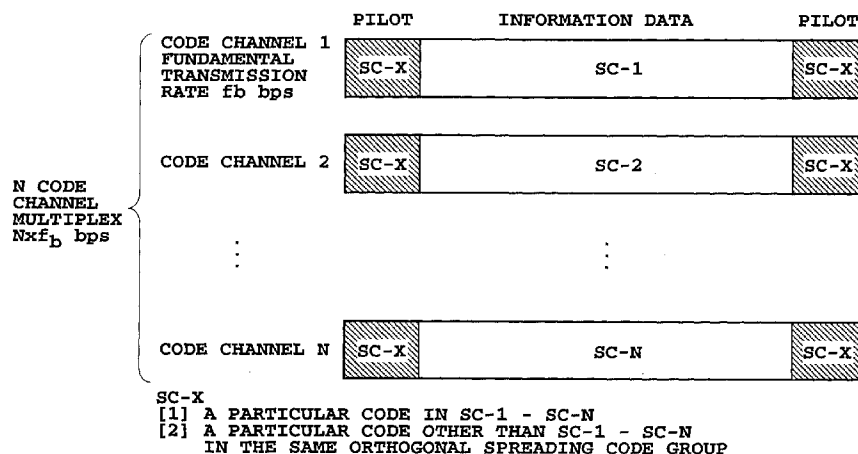 PILOT INFORMATION DATA PILOT
CODE CHANNEL 1
FUNDAMENTAL
TRANSMISSION
RATE fb bps
SC-X SC-1 SC-X
CODE CHANNEL 2 SC-X SC-2 SC-X
N CODE
CHANNEL
MULTIPLEX
Nxfb bps
CODE CHANNEL N SC-X SC-N SC-X
SC-X
[1] A PARTICULAR CODE IN SC-1 - SC-N
[2] A PARTICULAR CODE OTHER THAN SC-1 - SC-N
IN THE SAME ORTHOGONAL SPREADING CODE GROUP